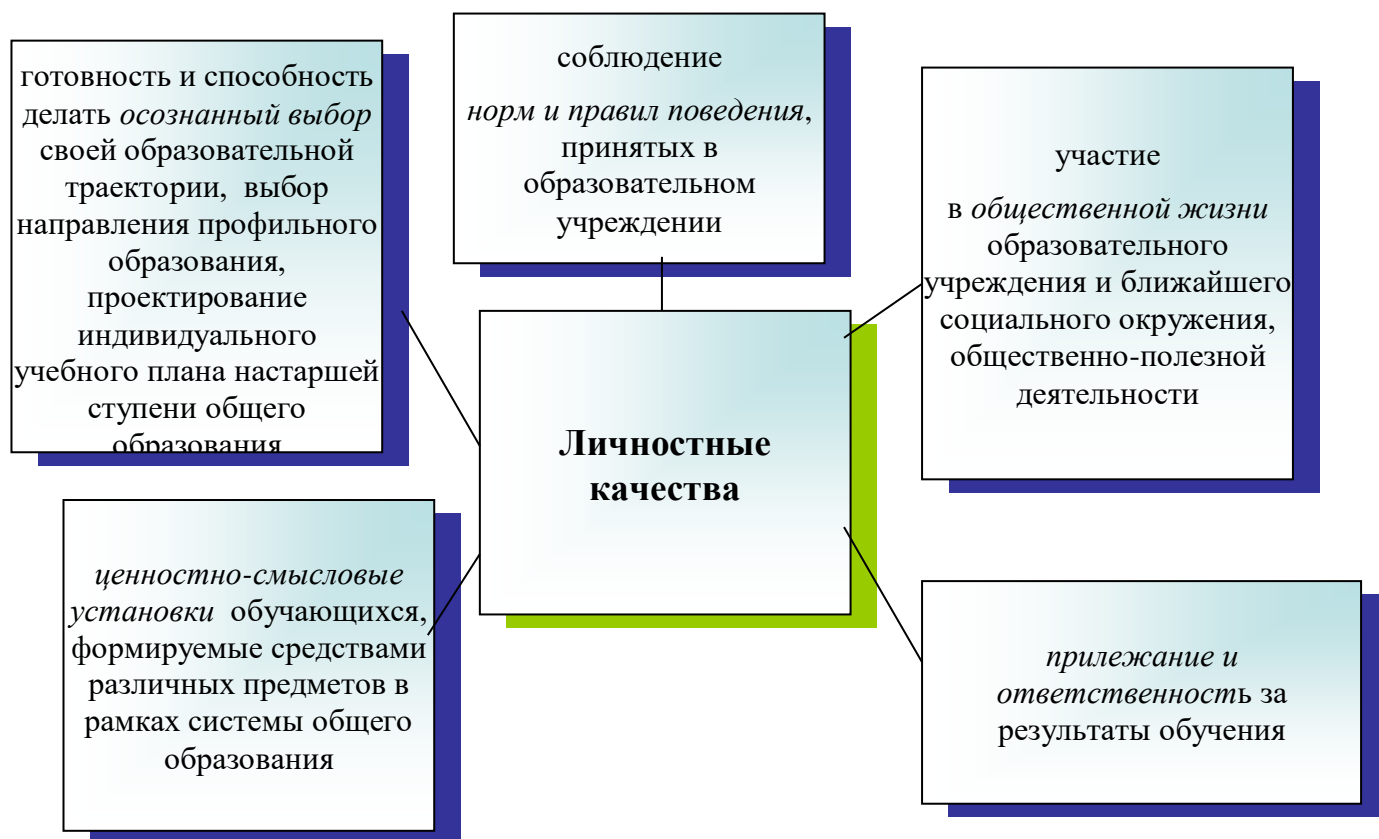 готовность и способность
делать осознанный выбор
своей образовательной
траектории, выбор
направления профильного
образования,
проектирование
индивидуального
учебного плана настаршей
ступени общего
образования
соблюдение
норм и правил поведения,
принятых в
образовательном
учреждении
участие
в общественной жизни
образовательного
учреждения и ближайшего
социального окружения,
общественно-полезной
деятельности
Личностные
качества
ценностно-смысловые
установки обучающихся,
формируемые средствами
различных предметов в
рамках системы общего
образования
прилежание и
ответственность за
результаты обучения